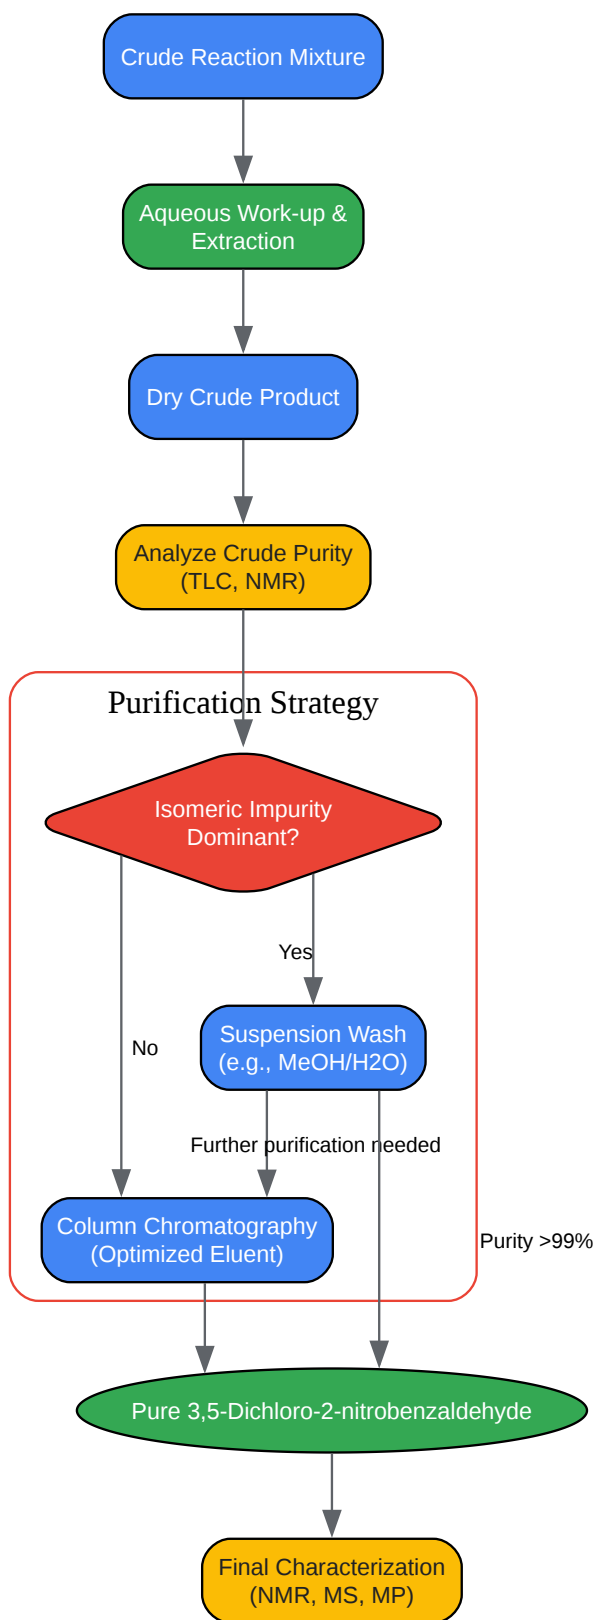 Crude Reaction Mixture
Aqueous Work-up &
Extraction
Dry Crude Product
Analyze Crude Purity
(TLC, NMR)
Purification Strategy
Isomeric Impurity
Dominant?
Yes
Suspension Wash
(e.g., MeOH/H2O)
No
Further purification needed
Column Chromatography
(Optimized Eluent)
Purity >99%
Pure 3,5-Dichloro-2-nitrobenzaldehyde
Final Characterization
(NMR, MS, MP)